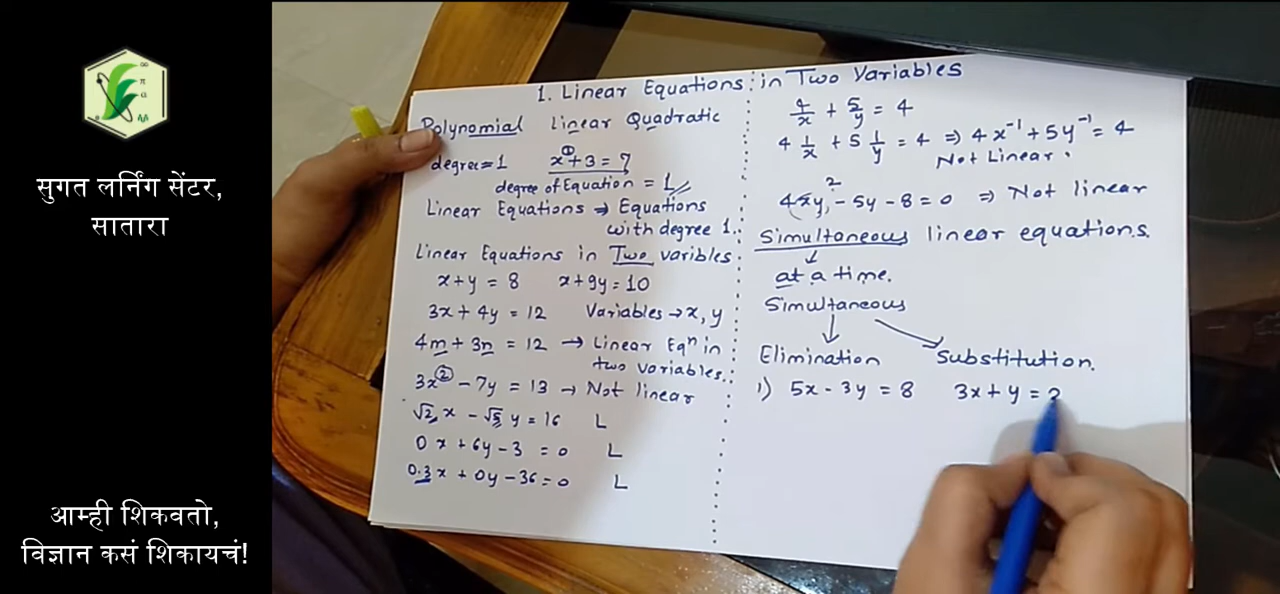 सुगत लर्निंग सेंटर,
सातारा
आम्ही शिकवतो,
विज्ञान कसं शिकायचं!
1. Linear Equations in Two Variables
Polynomial linear Quadratic
degree = 1 x¹ + 3 = 7
degree of Equation = 1
Linear Equations ⇒ Equations
with degree 1.
Linear Equations in Two varibles
x + y = 8 x + 9y = 10
3x + 4y = 12 Variables → x, y
4m + 3n = 12 → Linear Eqⁿ in
two variables.
3x² - 7y = 13 → Not linear
√2 x - √5 y = 16 L
0x + 6y - 3 = 0 L
0.3x + 0y - 36 = 0 L
4/x + 5/y = 4
4 1/x + 5 1/y = 4 ⇒ 4x⁻¹ + 5y⁻¹ = 4
Not Linear.
2
4xy - 5y - 8 = 0 ⇒ Not linear
Simultaneous linear equations.
↓
at a time.
Simultaneous
Elimination Substitution.
1) 5x - 3y = 8 3x + y =